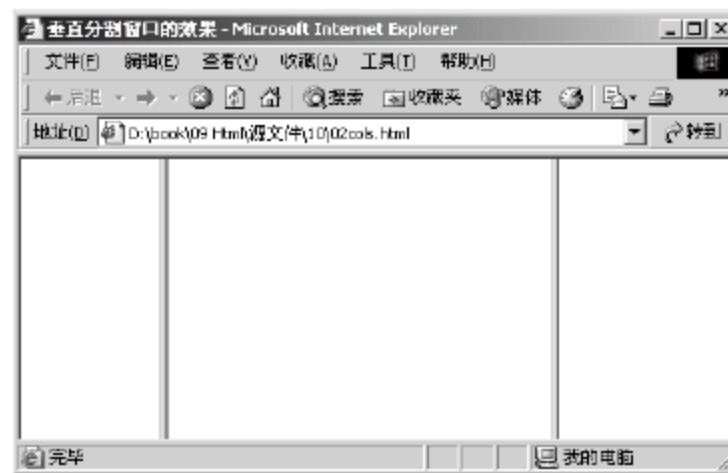 垂直分割窗口的效果 - Microsoft Internet Explorer
文件(F) 编辑(E) 查看(V) 收藏(A) 工具(T) 帮助(H)
后退 搜索 收藏夹 媒体 »
地址(D) D:\book\09 Html\源文件\10\02cols.html 转到
完毕 我的电脑